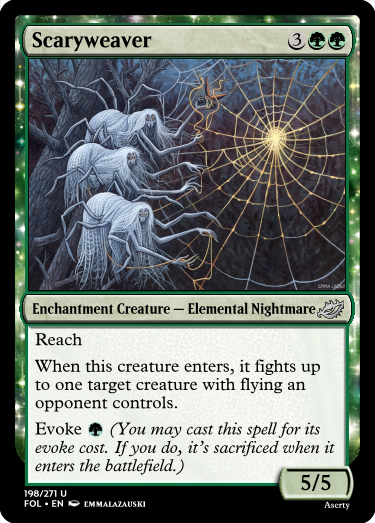 Scaryweaver 3
Enchantment Creature — Elemental Nightmare
Reach
When this creature enters, it fights up
to one target creature with flying an
opponent controls.
Evoke (You may cast this spell for its
evoke cost. If you do, it's sacrificed when it
enters the battlefield.)
5/5
198/271 U
FOL • EN EMMALAZAUSKI
Aserty